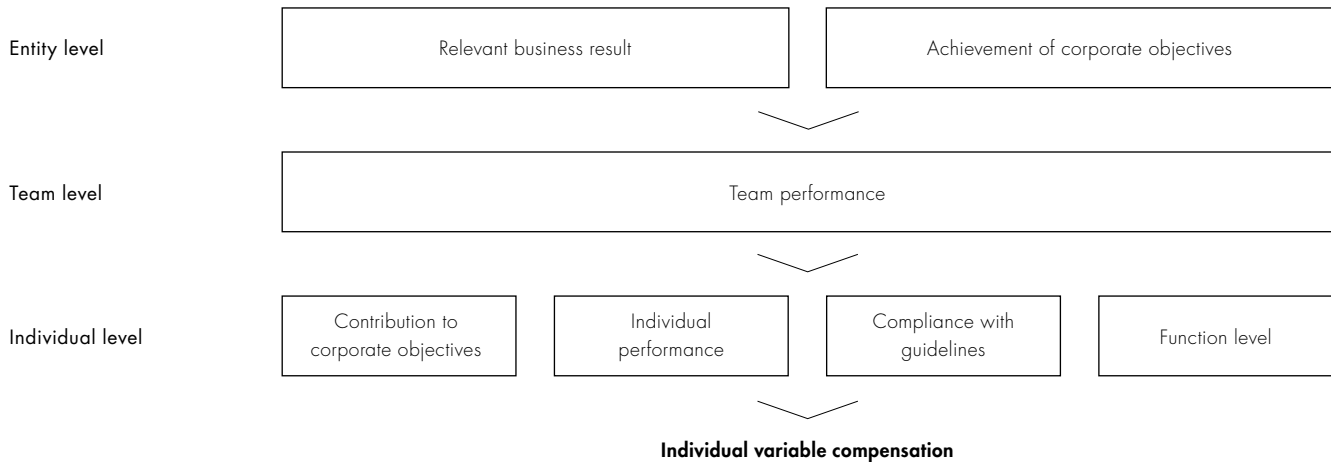 Entity level
Relevant business result
Achievement of corporate objectives
Team level
Team performance
Individual level
Contribution to
corporate objectives
Individual
performance
Compliance with
guidelines
Function level
Individual variable compensation